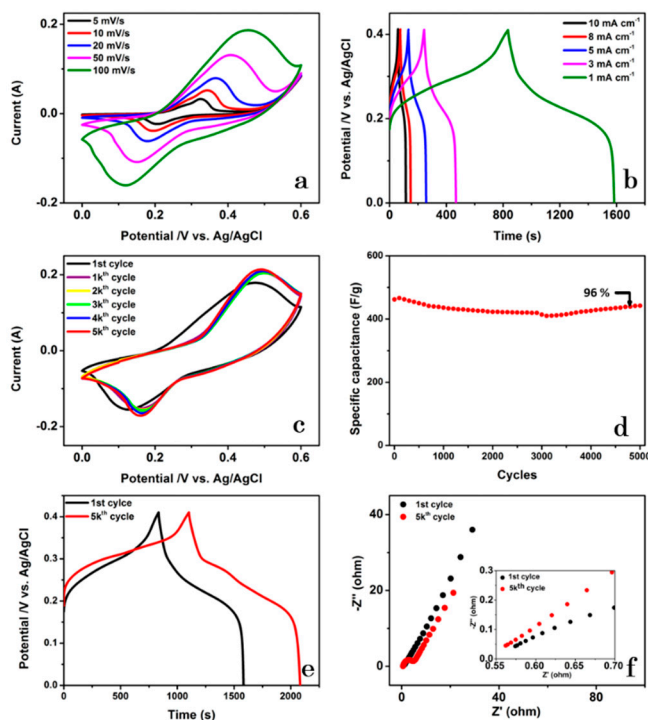 0.2
0.0
-0.2
Current (A)
5 mV/s
10 mV/s
20 mV/s
50 mV/s
100 mV/s
a
0.0 0.2 0.4 0.6
Potential /V vs. Ag/AgCl
0.4
0.2
0.0
Potential /V vs. Ag/AgCl
10 mA cm⁻¹
8 mA cm⁻¹
5 mA cm⁻¹
3 mA cm⁻¹
1 mA cm⁻¹
b
0 400 800 1200 1600
Time (s)
0.2
0.0
-0.2
Current (A)
1st cylce
1kᵗʰ cycle
2kᵗʰ cycle
3kᵗʰ cycle
4kᵗʰ cycle
5kᵗʰ cycle
c
0.0 0.2 0.4 0.6
Potential /V vs. Ag/AgCl
600
400
200
0
Specific capacitance (F/g)
96 %
d
0 1000 2000 3000 4000 5000
Cycles
0.4
0.3
0.2
0.1
0.0
Potential /V vs. Ag/AgCl
1st cylce
5kᵗʰ cycle
e
0 500 1000 1500 2000
Time (s)
40
20
0
-Z'' (ohm)
1st cylce
5kᵗʰ cycle
0.3
0.2
0.1
0.0
-Z'' (ohm)
1st cylce
5kᵗʰ cycle
0.55 0.60 0.65 0.70
Z' (ohm)
f
0 20 40 60 80
Z' (ohm)